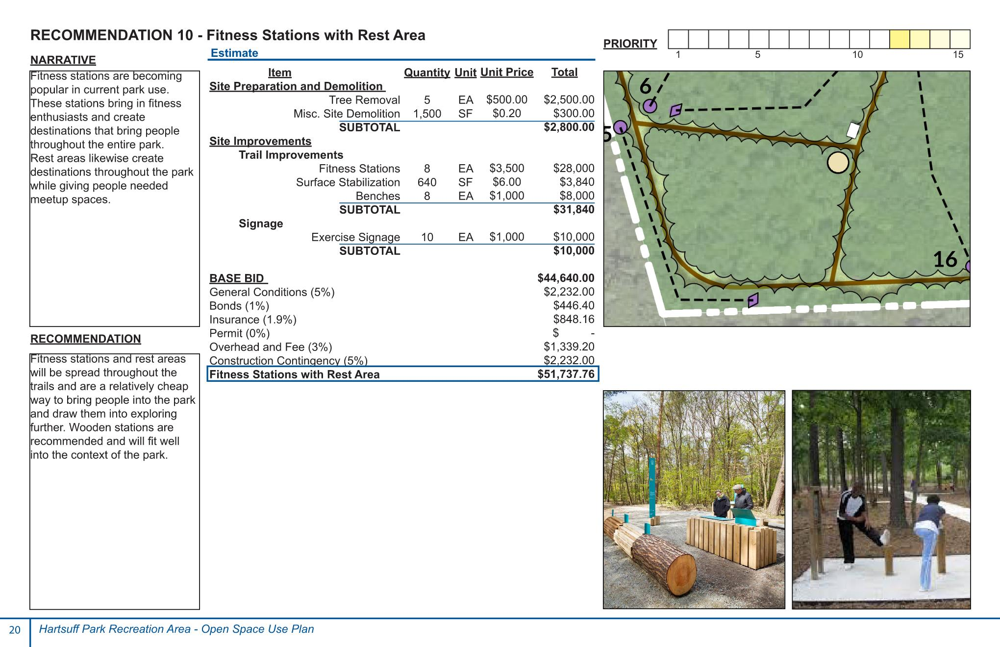 RECOMMENDATION 10 - Fitness Stations with Rest Area
NARRATIVE
Fitness stations are becoming
popular in current park use.
These stations bring in fitness
enthusiasts and create
destinations that bring people
throughout the entire park.
Rest areas likewise create
destinations throughout the park
while giving people needed
meetup spaces.
RECOMMENDATION
Fitness stations and rest areas
will be spread throughout the
trails and are a relatively cheap
way to bring people into the park
and draw them into exploring
further. Wooden stations are
recommended and will fit well
into the context of the park.
Estimate
Item Quantity Unit Unit Price Total
Site Preparation and Demolition
Tree Removal 5 EA $500.00 $2,500.00
Misc. Site Demolition 1,500 SF $0.20 $300.00
SUBTOTAL $2,800.00
Site Improvements
Trail Improvements
Fitness Stations 8 EA $3,500 $28,000
Surface Stabilization 640 SF $6.00 $3,840
Benches 8 EA $1,000 $8,000
SUBTOTAL $31,840
Signage
Exercise Signage 10 EA $1,000 $10,000
SUBTOTAL $10,000
BASE BID $44,640.00
General Conditions (5%) $2,232.00
Bonds (1%) $446.40
Insurance (1.9%) $848.16
Permit (0%) $ -
Overhead and Fee (3%) $1,339.20
Construction Contingency (5%) $2,232.00
Fitness Stations with Rest Area $51,737.76
PRIORITY
1 5 10 15
6
5
16
20 Hartsuff Park Recreation Area - Open Space Use Plan